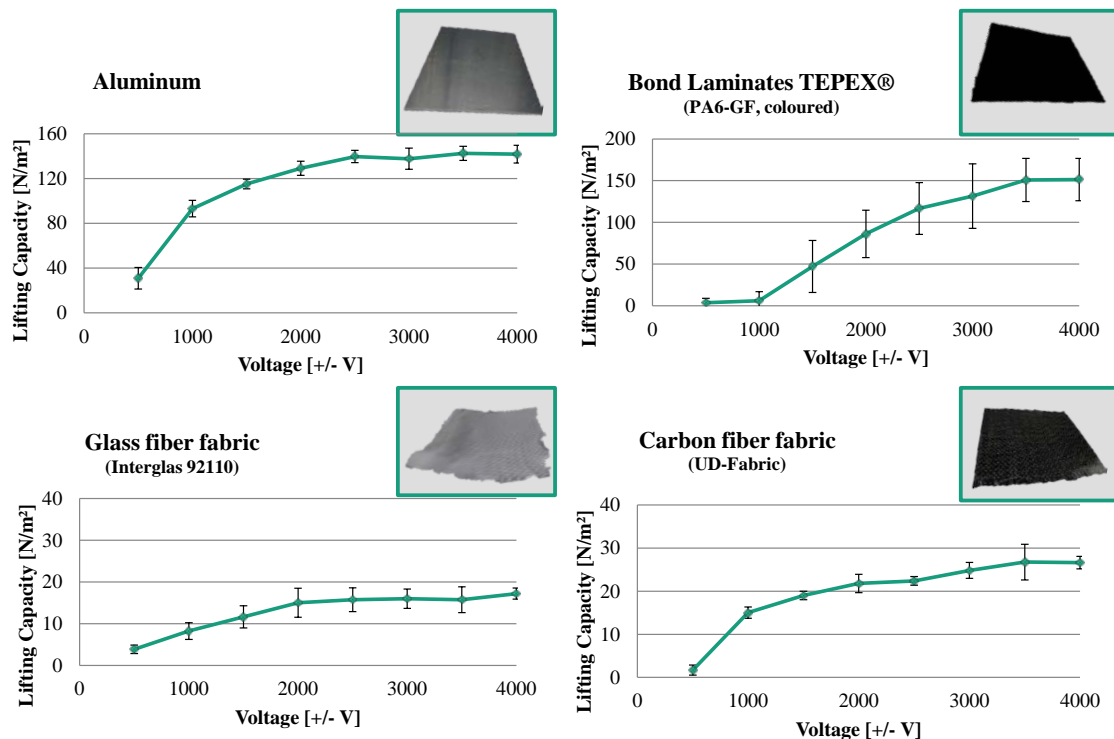 Aluminum
Lifting Capacity [N/m²]
160
120
80
40
0
0 1000 2000 3000 4000
Voltage [+/- V]
Bond Laminates TEPEX®
(PA6-GF, coloured)
Lifting Capacity [N/m²]
200
150
100
50
0
0 1000 2000 3000 4000
Voltage [+/- V]
Glass fiber fabric
(Interglas 92110)
Lifting Capacity [N/m²]
40
30
20
10
0
0 1000 2000 3000 4000
Voltage [+/- V]
Carbon fiber fabric
(UD-Fabric)
Lifting Capacity [N/m²]
40
30
20
10
0
0 1000 2000 3000 4000
Voltage [+/- V]